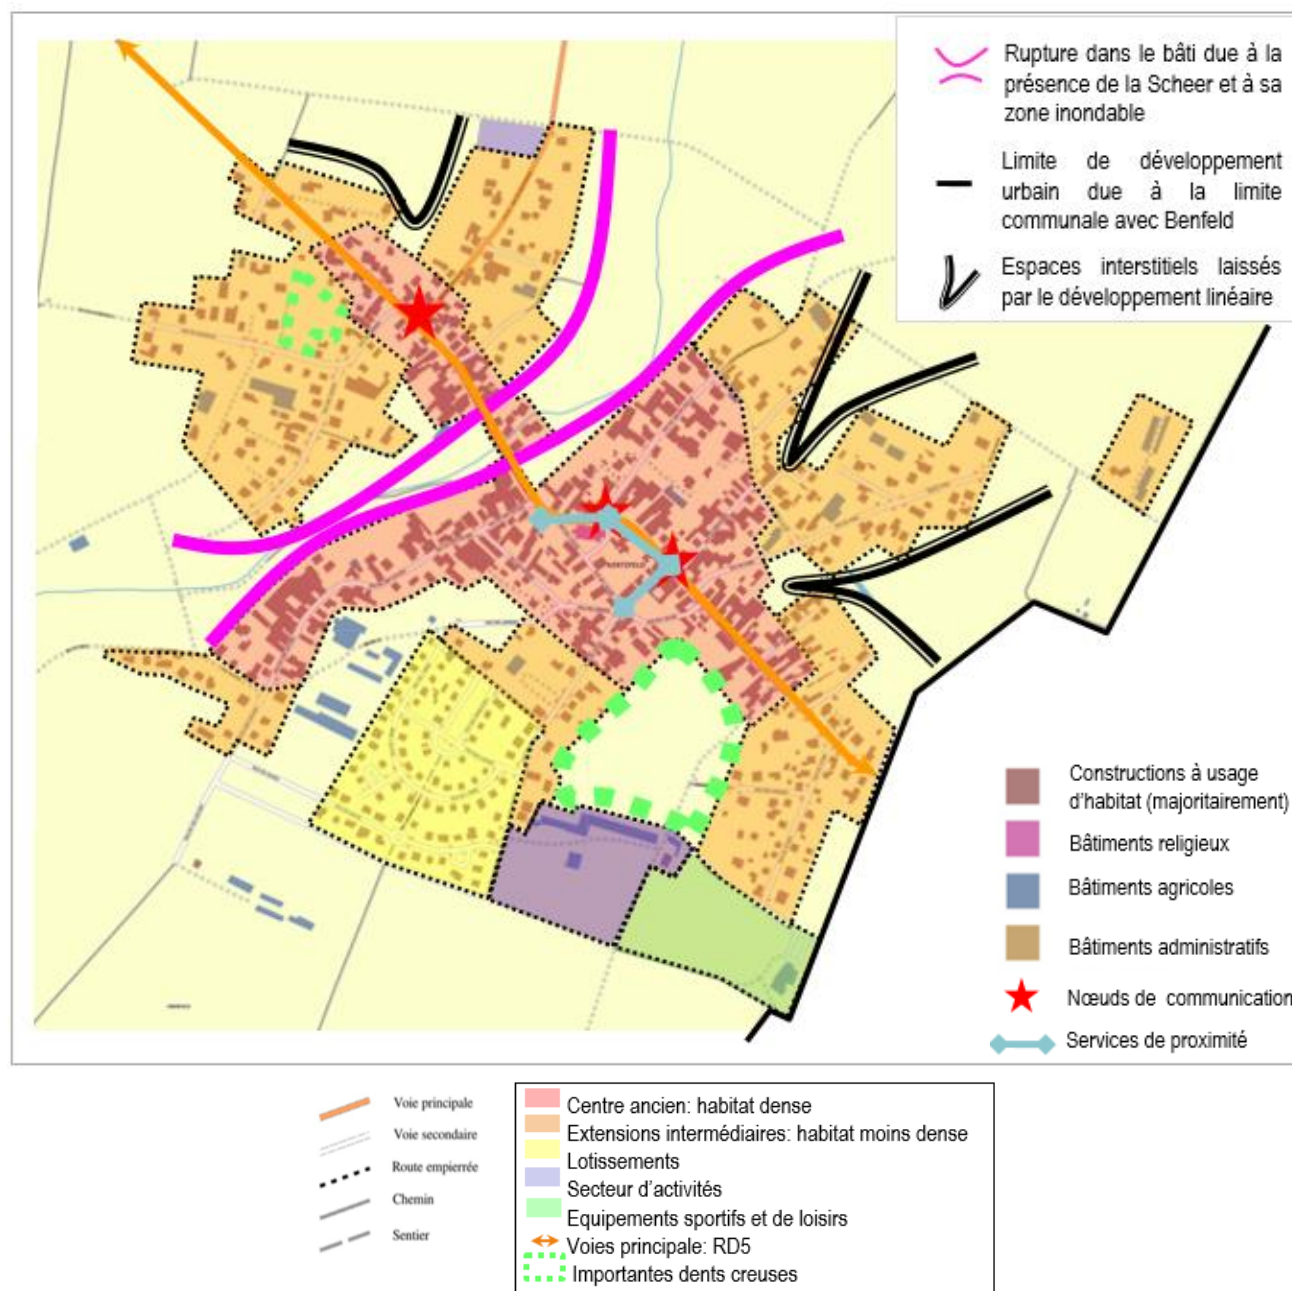 Rupture dans le bâti due à la
présence de la Scheer et à sa
zone inondable
Limite de développement
urbain due à la limite
communale avec Benfeld
Espaces interstitiels laissés
par le développement linéaire
Constructions à usage
d'habitat (majoritairement)
Bâtiments religieux
Bâtiments agricoles
Bâtiments administratifs
Nœuds de communication
Services de proximité
Voie principale
Voie secondaire
Route empierrée
Chemin
Sentier
Centre ancien: habitat dense
Extensions intermédiaires: habitat moins dense
Lotissements
Secteur d'activités
Equipements sportifs et de loisirs
Voies principale: RD5
Importantes dents creuses